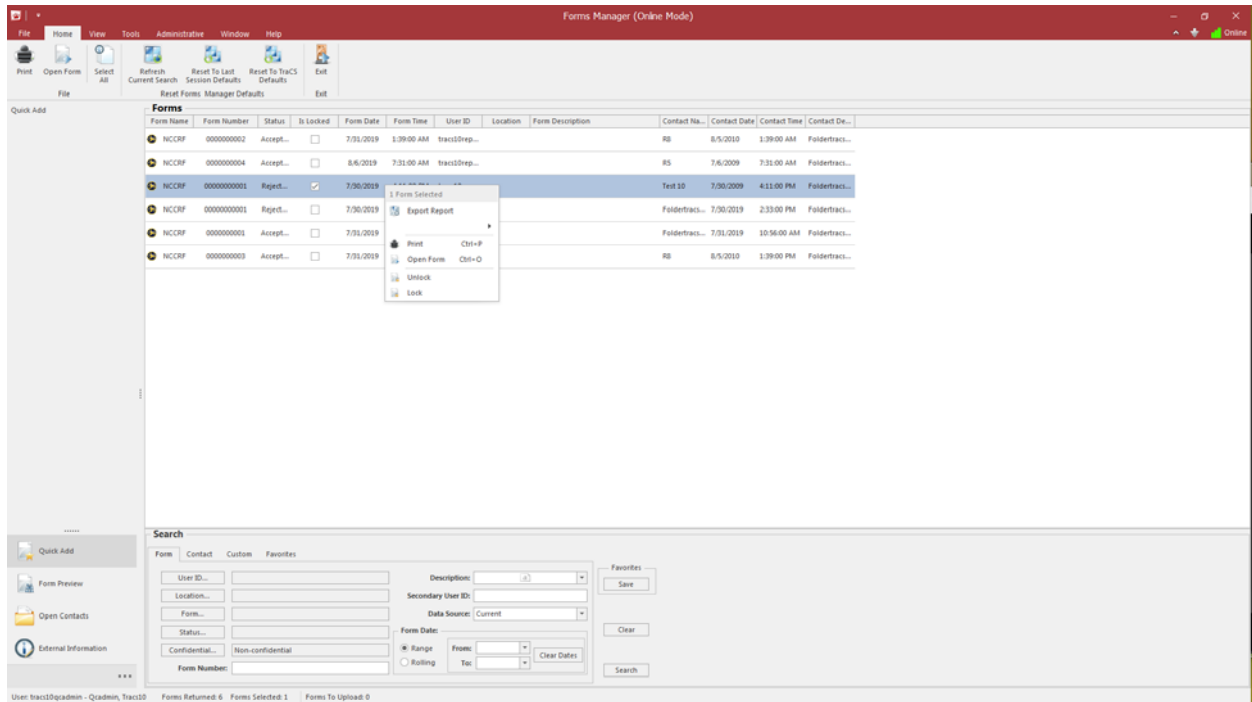 Forms Manager (Online Mode)
File Home View Tools Administrative Window Help Online
Print Open Form Select All Refresh Current Search Reset To Last Session Defaults Reset To TraCS Defaults Exit
File Reset Forms Manager Defaults Exit
Quick Add
Forms
Form Name Form Number Status Is Locked Form Date Form Time User ID Location Form Description Contact Na... Contact Date Contact Time Contact De...
NCCRF 0000000002 Accept... 7/31/2019 1:39:00 AM tracs10rep... R8 8/5/2010 1:39:00 AM Foldertracs...
NCCRF 0000000004 Accept... 8/6/2019 7:31:00 AM tracs10rep... R5 7/6/2009 7:31:00 AM Foldertracs...
NCCRF 00000000001 Reject... 7/30/2019 Test 10 7/30/2009 4:11:00 PM Foldertracs...
NCCRF 00000000001 Reject... 7/30/2019 Foldertracs... 7/30/2019 2:33:00 PM Foldertracs...
NCCRF 0000000001 Accept... 7/31/2019 Foldertracs... 7/31/2019 10:56:00 AM Foldertracs...
NCCRF 0000000003 Accept... 7/31/2019 R8 8/5/2010 1:39:00 PM Foldertracs...
1 Form Selected
Export Report
Print Ctrl+P
Open Form Ctrl+O
Unlock
Lock
Quick Add
Form Preview
Open Contacts
External Information
Search
Form Contact Custom Favorites
User ID...
Location...
Form...
Status...
Confidential... Non-confidential
Form Number:
Description:
Secondary User ID:
Data Source: Current
Form Date:
Range From:
Rolling To:
Clear Dates
Favorites
Save
Clear
Search
User: tracs10qcadmin - Qcadmin, Tracs10 Forms Returned: 6 Forms Selected: 1 Forms To Upload: 0